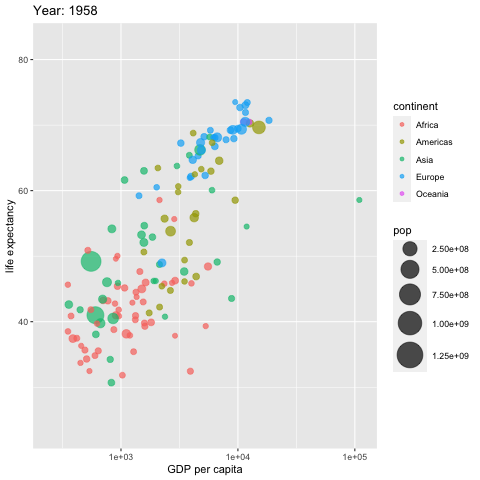 Year: 1958
80
60
40
life expectancy
1e+03
1e+04
1e+05
GDP per capita
continent
Africa
Americas
Asia
Europe
Oceania
pop
2.50e+08
5.00e+08
7.50e+08
1.00e+09
1.25e+09